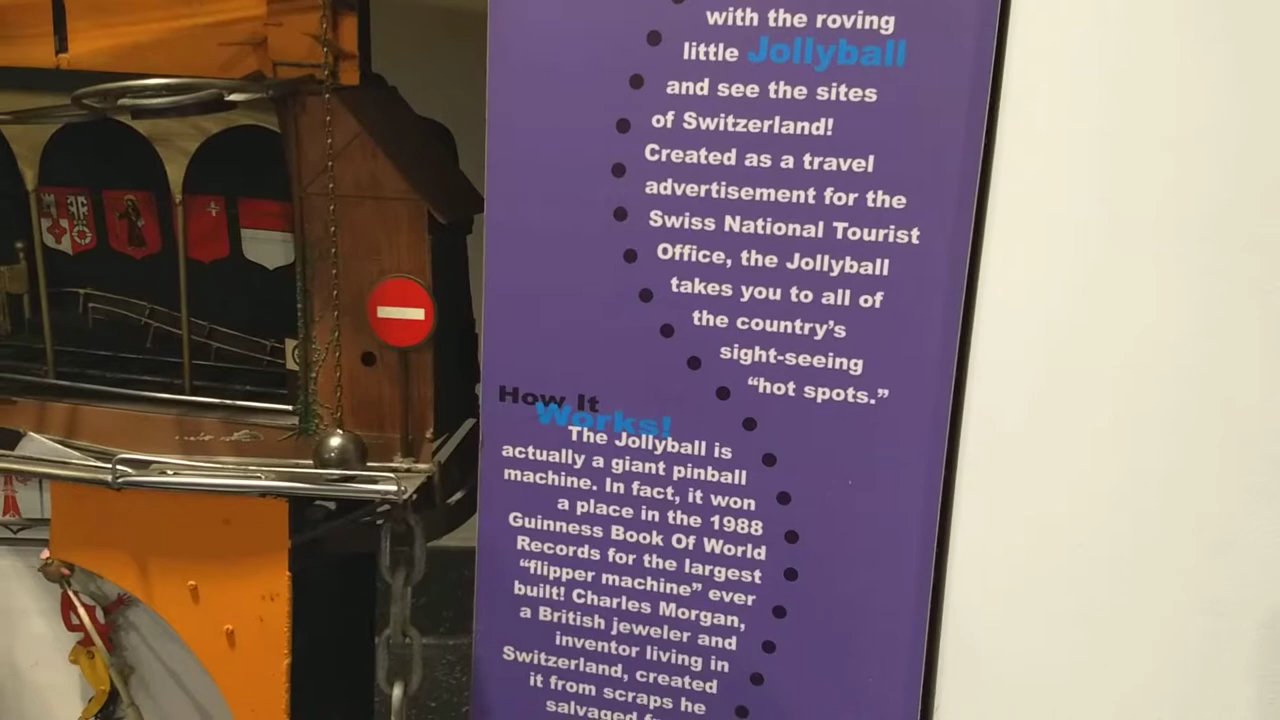 with the roving
little Jollyball
and see the sites
of Switzerland!
Created as a travel
advertisement for the
Swiss National Tourist
Office, the Jollyball
takes you to all of
the country's
sight-seeing
“hot spots.”
How It
Works!
The Jollyball is
actually a giant pinball
machine. In fact, it won
a place in the 1988
Guinness Book Of World
Records for the largest
“flipper machine” ever
built! Charles Morgan,
a British jeweler and
inventor living in
Switzerland, created
it from scraps he
salvaged